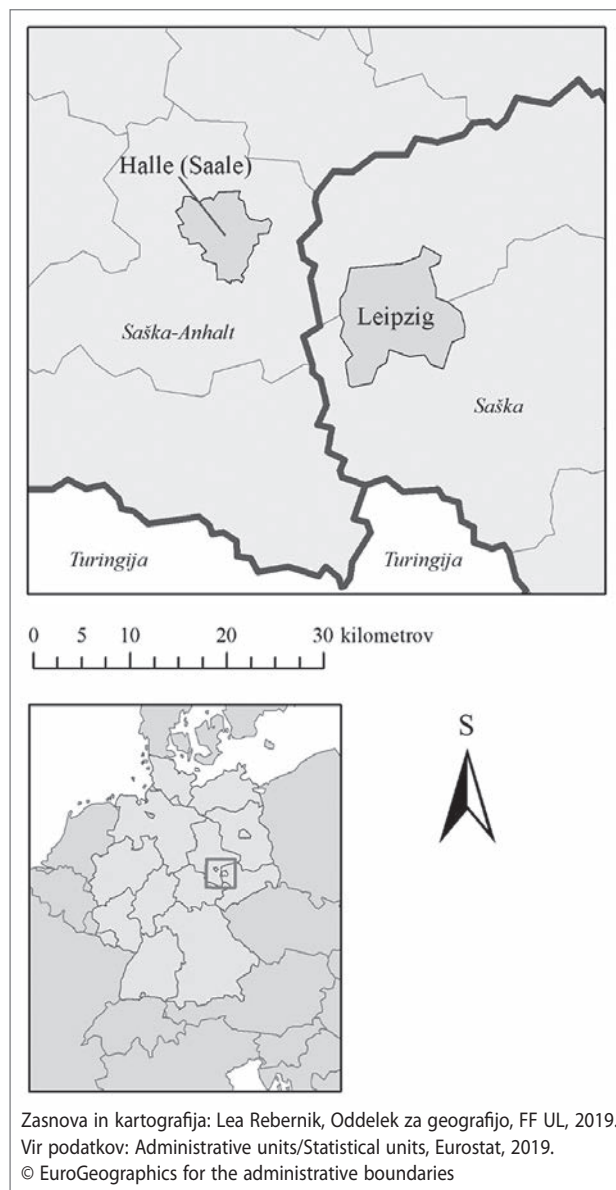 Halle (Saale)
Leipzig
Saška-Anhalt
Saška
Turingija
Turingija
0 5 10 20 30 kilometrov
S
Zasnova in kartografija: Lea Rebernik, Oddelek za geografijo, FF UL, 2019.
Vir podatkov: Administrative units/Statistical units, Eurostat, 2019.
© EuroGeographics for the administrative boundaries